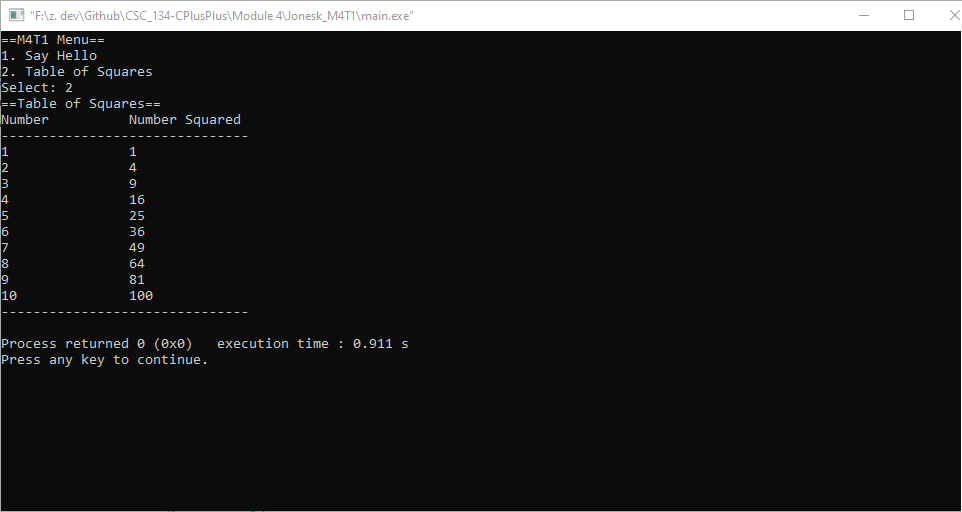 "F:\z. dev\Github\CSC_134-CPlusPlus\Module 4\Jonesk_M4T1\main.exe"
==M4T1 Menu==
1. Say Hello
2. Table of Squares
Select: 2
==Table of Squares==
Number          Number Squared
-------------------------------
1               1
2               4
3               9
4               16
5               25
6               36
7               49
8               64
9               81
10              100
-------------------------------
Process returned 0 (0x0)   execution time : 0.911 s
Press any key to continue.